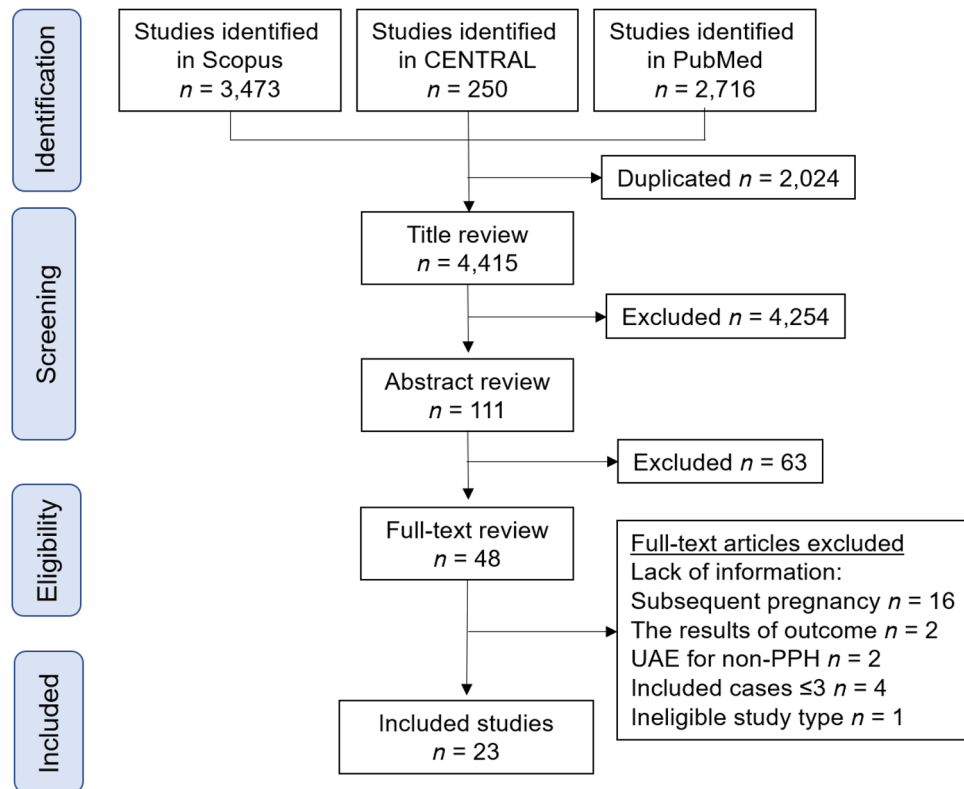 Identification
Studies identified
in Scopus
n = 3,473
Studies identified
in CENTRAL
n = 250
Studies identified
in PubMed
n = 2,716
Duplicated n = 2,024
Screening
Title review
n = 4,415
Excluded n = 4,254
Abstract review
n = 111
Excluded n = 63
Eligibility
Full-text review
n = 48
Full-text articles excluded
Lack of information:
Subsequent pregnancy n = 16
The results of outcome n = 2
UAE for non-PPH n = 2
Included cases ≤3 n = 4
Ineligible study type n = 1
Included
Included studies
n = 23